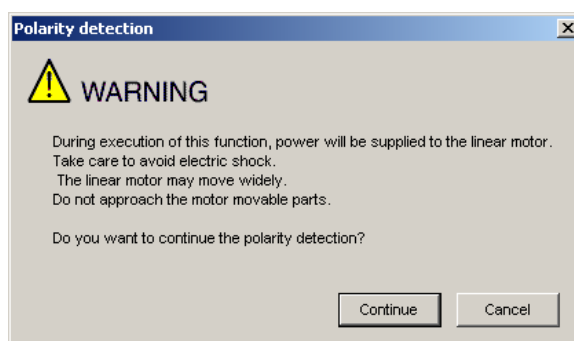 Polarity detection
WARNING
During execution of this function, power will be supplied to the linear motor.
Take care to avoid electric shock.
The linear motor may move widely.
Do not approach the motor movable parts.
Do you want to continue the polarity detection?
Continue Cancel